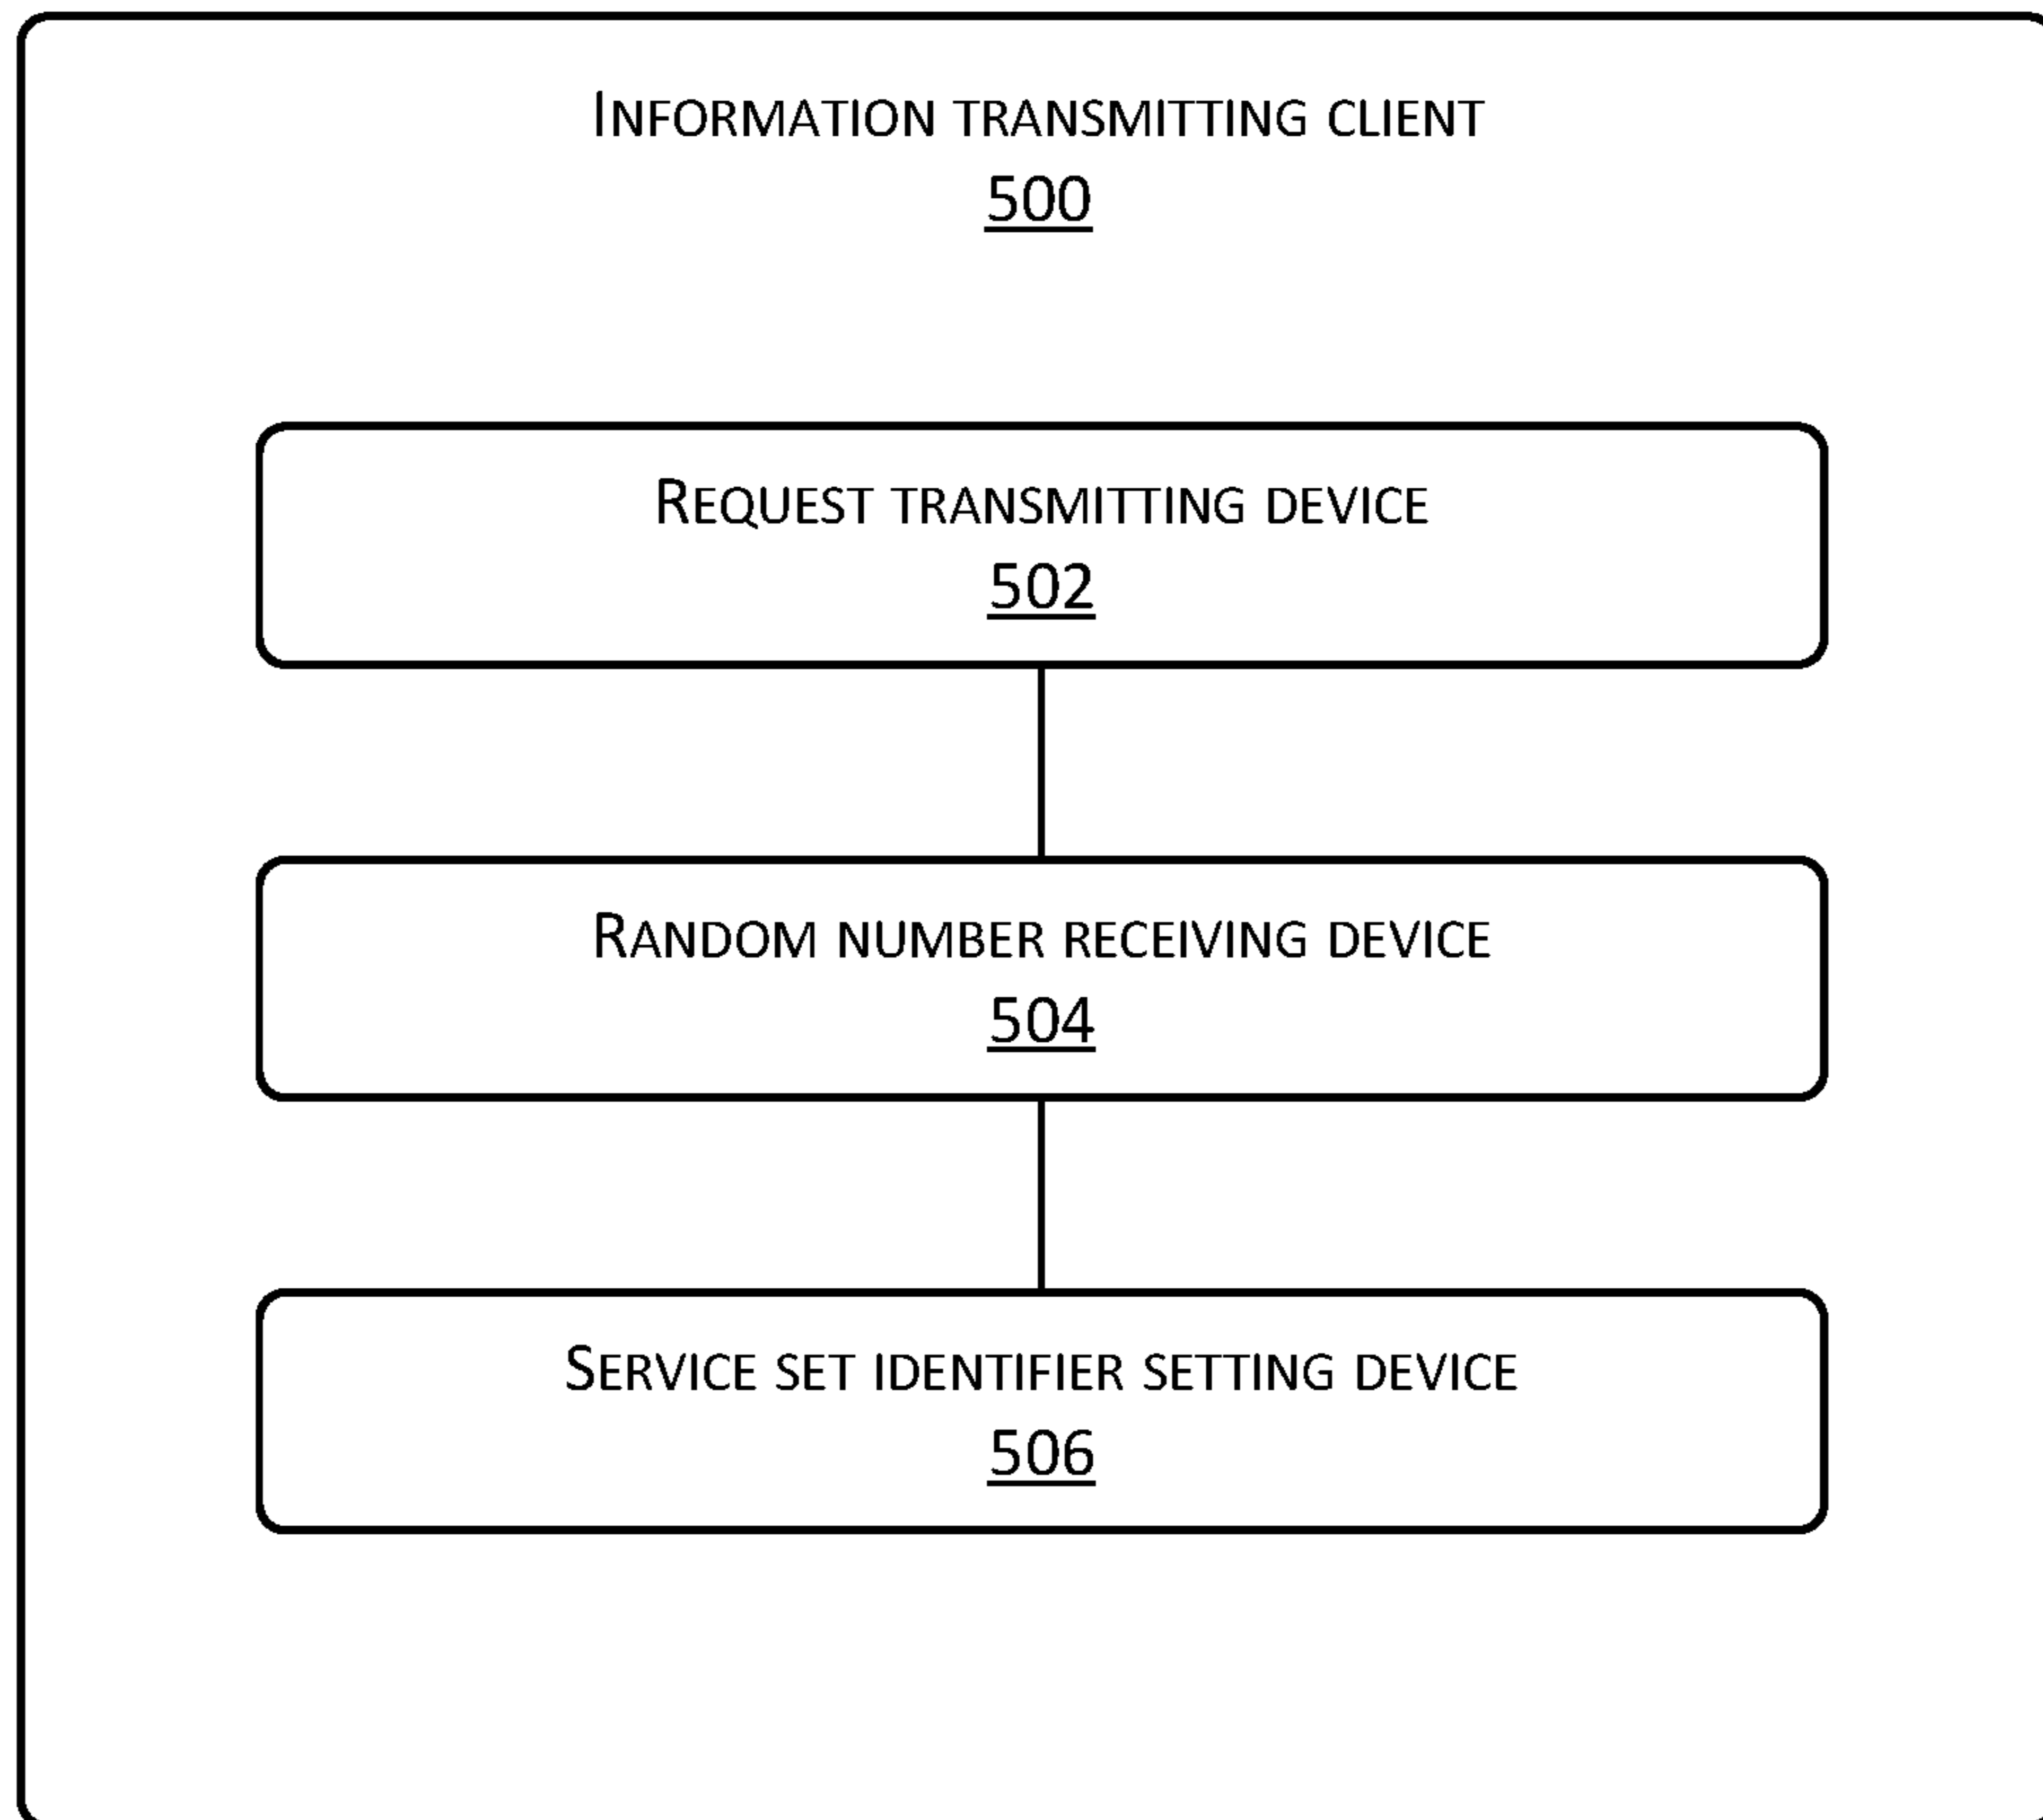 Information transmitting client
500
Request transmitting device
502
Random number receiving device
504
Service set identifier setting device
506